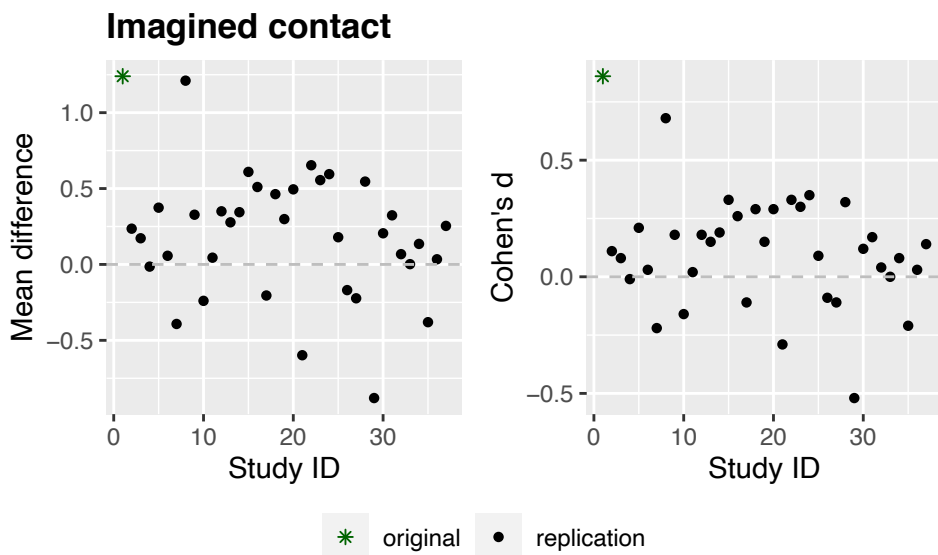 Imagined contact
Mean difference
1.0
0.5
0.0
−0.5
0 10 20 30
Study ID
Cohen's d
0.5
0.0
−0.5
0 10 20 30
Study ID
original replication